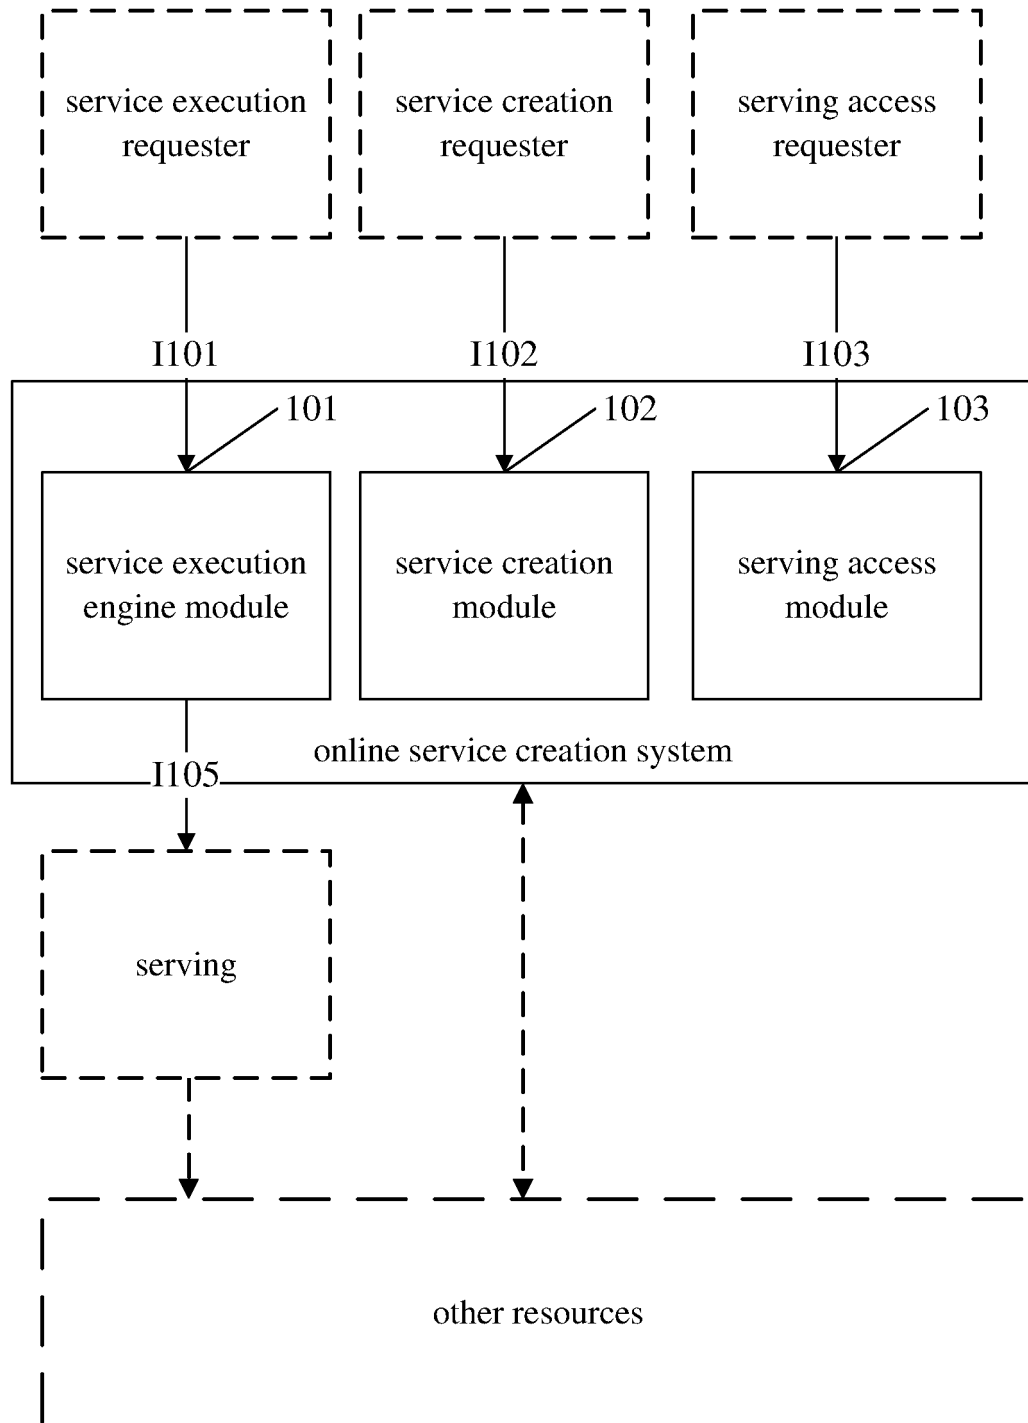 service execution
requester
service creation
requester
serving access
requester
I101
I102
I103
101
102
103
service execution
engine module
service creation
module
serving access
module
online service creation system
I105
serving
other resources